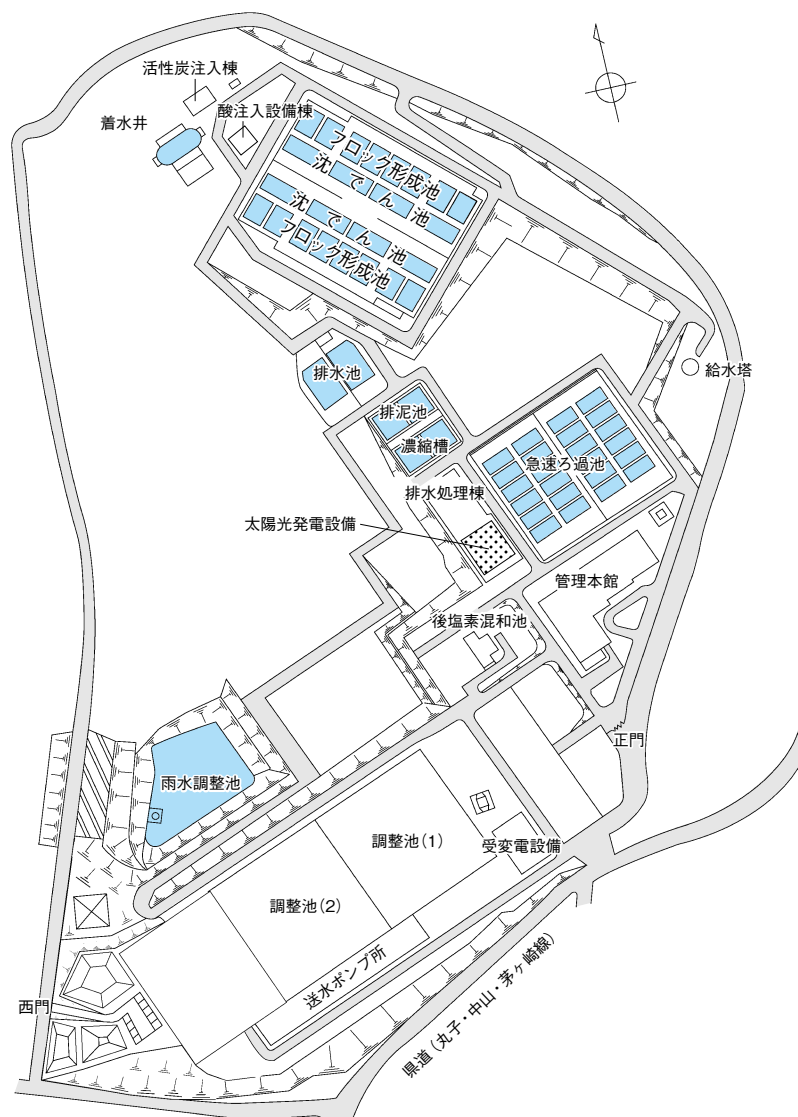 活性炭注入棟
酸注入設備棟
着水井
フロック形成池
沈でん池
沈でん池
フロック形成池
給水塔
排水池
排泥池
濃縮槽
急速ろ過池
排水処理棟
太陽光発電設備
管理本館
後塩素混和池
正門
雨水調整池
調整池(1)
受変電設備
調整池(2)
送水ポンプ所
西門
県道(丸子・中山・茅ヶ崎線)